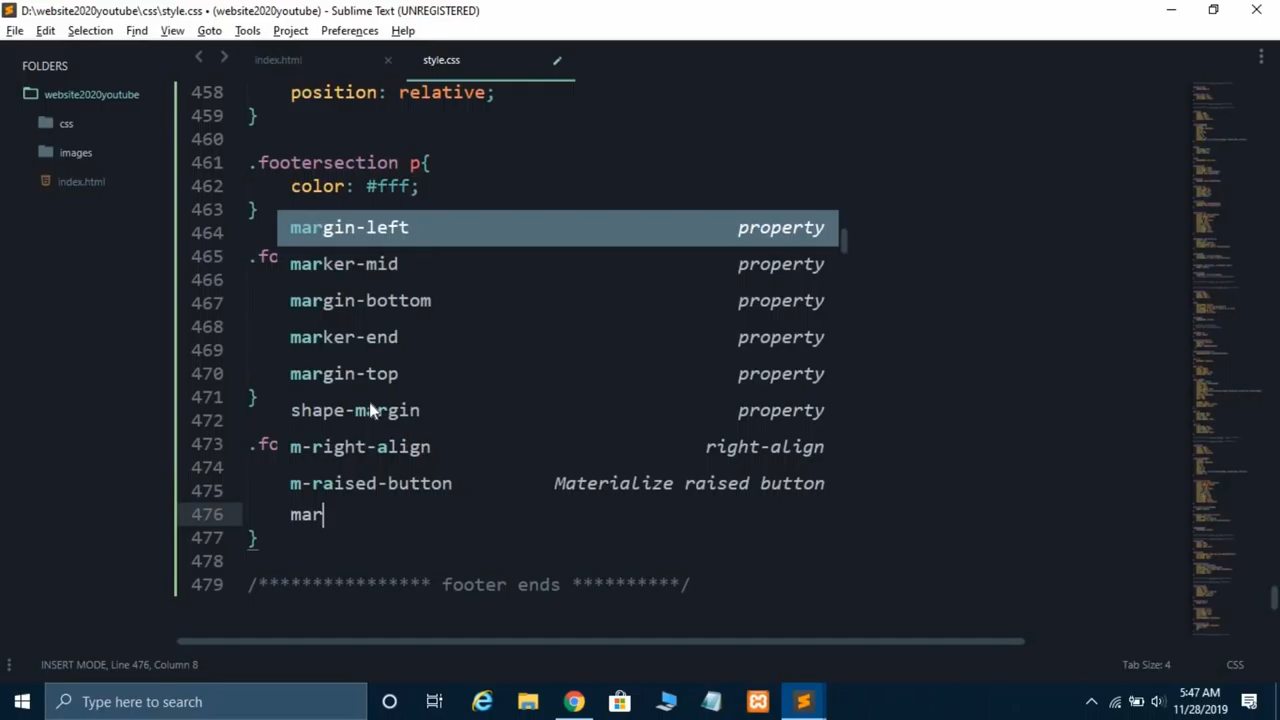 D:\website2020youtube\css\style.css • (website2020youtube) - Sublime Text (UNREGISTERED)
File Edit Selection View Goto Tools Project Preferences Help
FOLDERS
website2020youtube
css
images
index.html
index.html style.css
458 position: relative;
459 }
460
461 .footersection p{
462 color: #fff;
463 }
464 margin-left property
465 .fo marker-mid property
466
467 margin-bottom property
468
469 marker-end property
470 margin-top property
471 }
472 shape-margin property
473 .fo m-right-align right-align
474
475 m-raised-button Materialize raised button
476 mar
477 }
478
479 /**************** footer ends **********/
INSERT MODE, Line 476, Column 8 Tab Size: 4 CSS
Type here to search
5:47 AM
11/28/2019